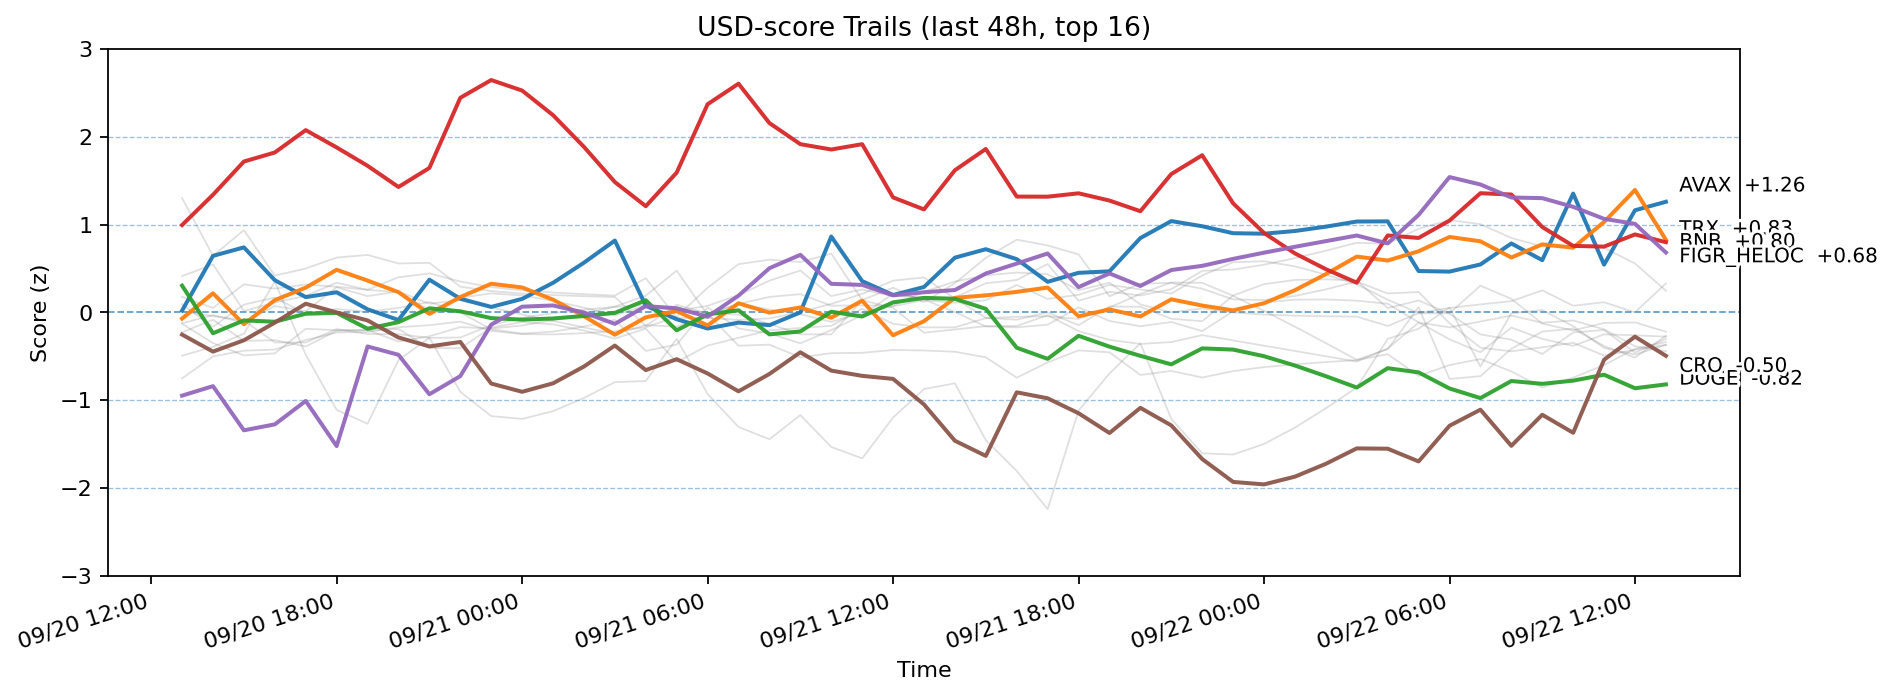 USD-score Trails (last 48h, top 16)
3
2
1
0
−1
−2
−3
Score (z)
AVAX +1.26
TRX +0.83
BNB +0.80
FIGR_HELOC +0.68
CRO -0.50
DOGE -0.82
09/20 12:00
09/20 18:00
09/21 00:00
09/21 06:00
09/21 12:00
09/21 18:00
09/22 00:00
09/22 06:00
09/22 12:00
Time